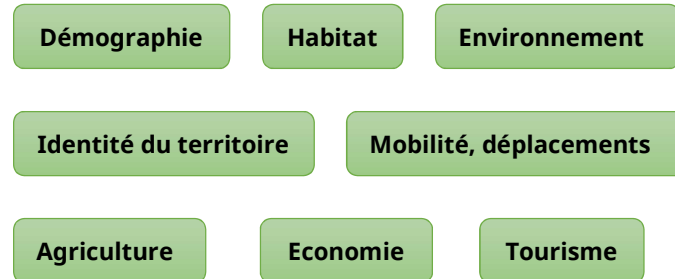 Démographie Habitat Environnement
Identité du territoire Mobilité, déplacements
Agriculture Economie Tourisme